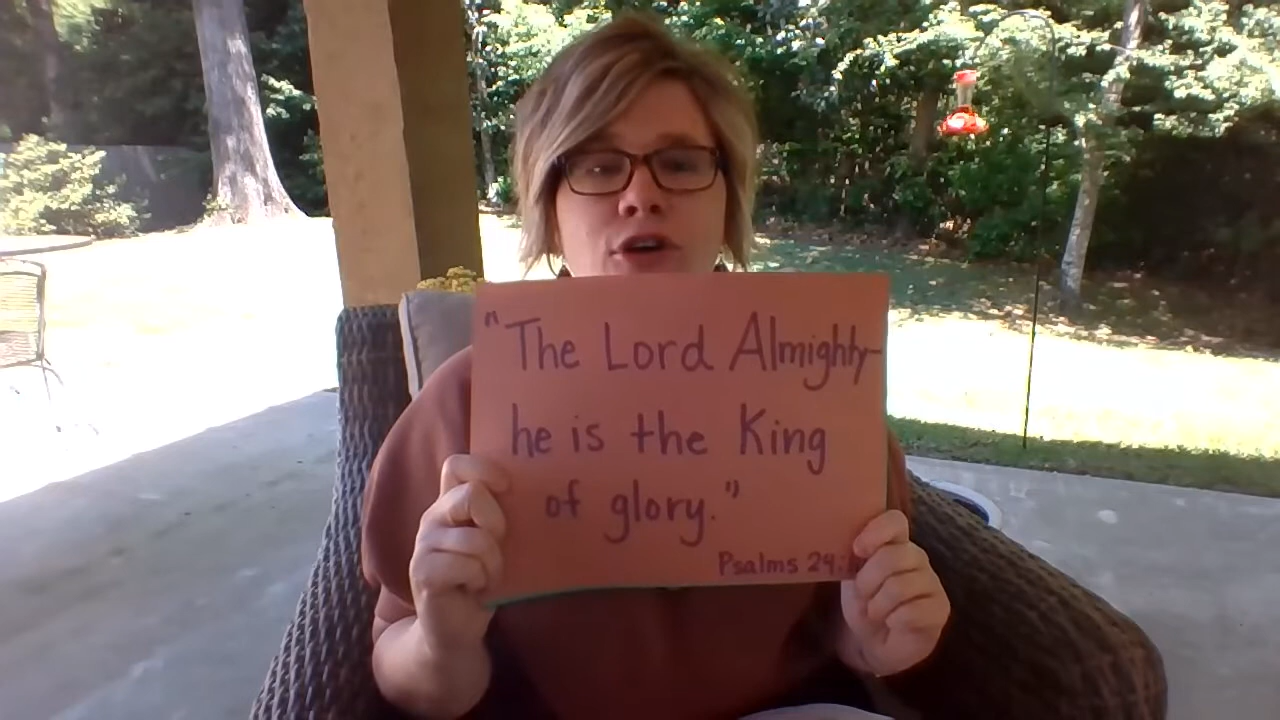 "The Lord Almighty-
he is the King
of glory."
Psalms 24: